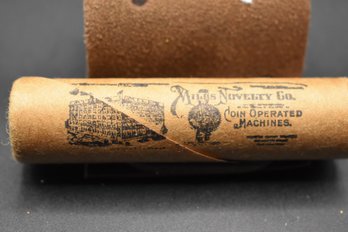 Mills Novelty Co.
Coin Operated
Machines.